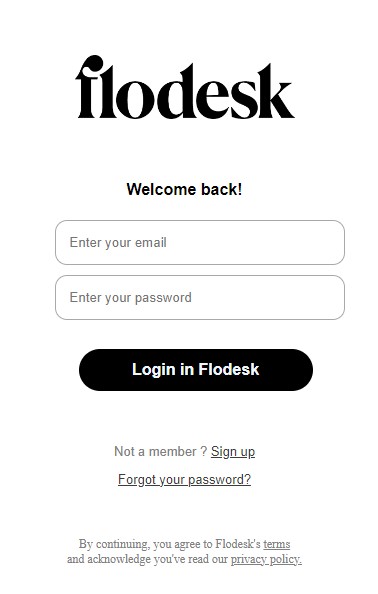 flodesk
Welcome back!
Enter your email
Enter your password
Login in Flodesk
Not a member ? Sign up
Forgot your password?
By continuing, you agree to Flodesk's terms
and acknowledge you've read our privacy policy.